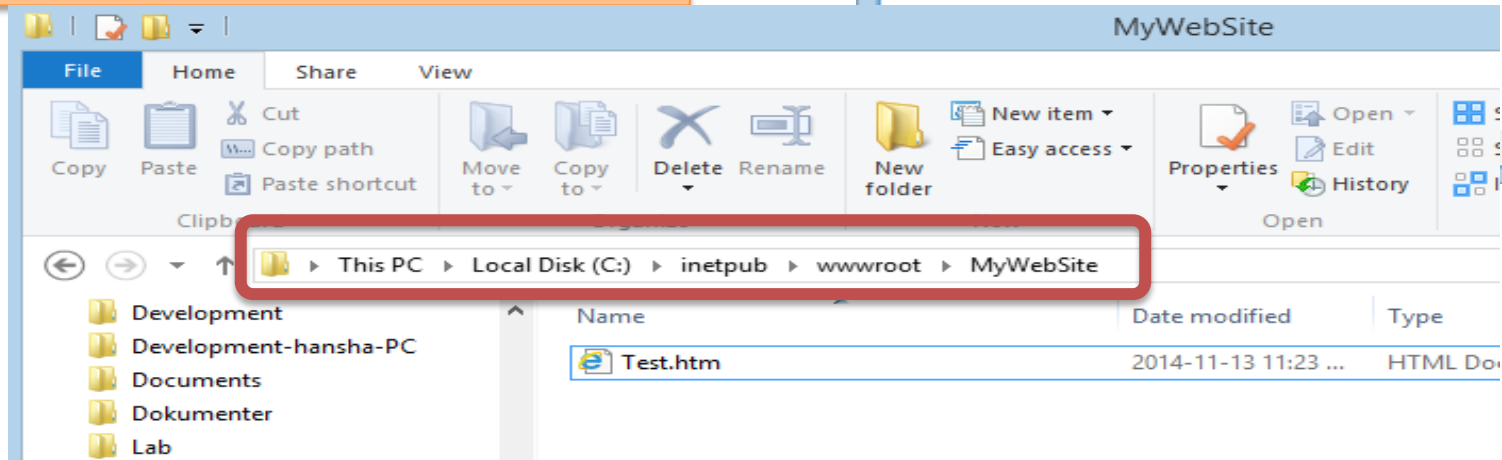 MyWebSite
File Home Share View
Cut New item Open
Copy path Easy access Edit
Copy Paste Paste shortcut Move to Copy to Delete Rename New folder Properties History
Open
This PC Local Disk (C:) inetpub wwwroot MyWebSite
Development Name Date modified Type
Development-hansha-PC Test.htm 2014-11-13 11:23 ... HTML
Documents
Dokumenter
Lab